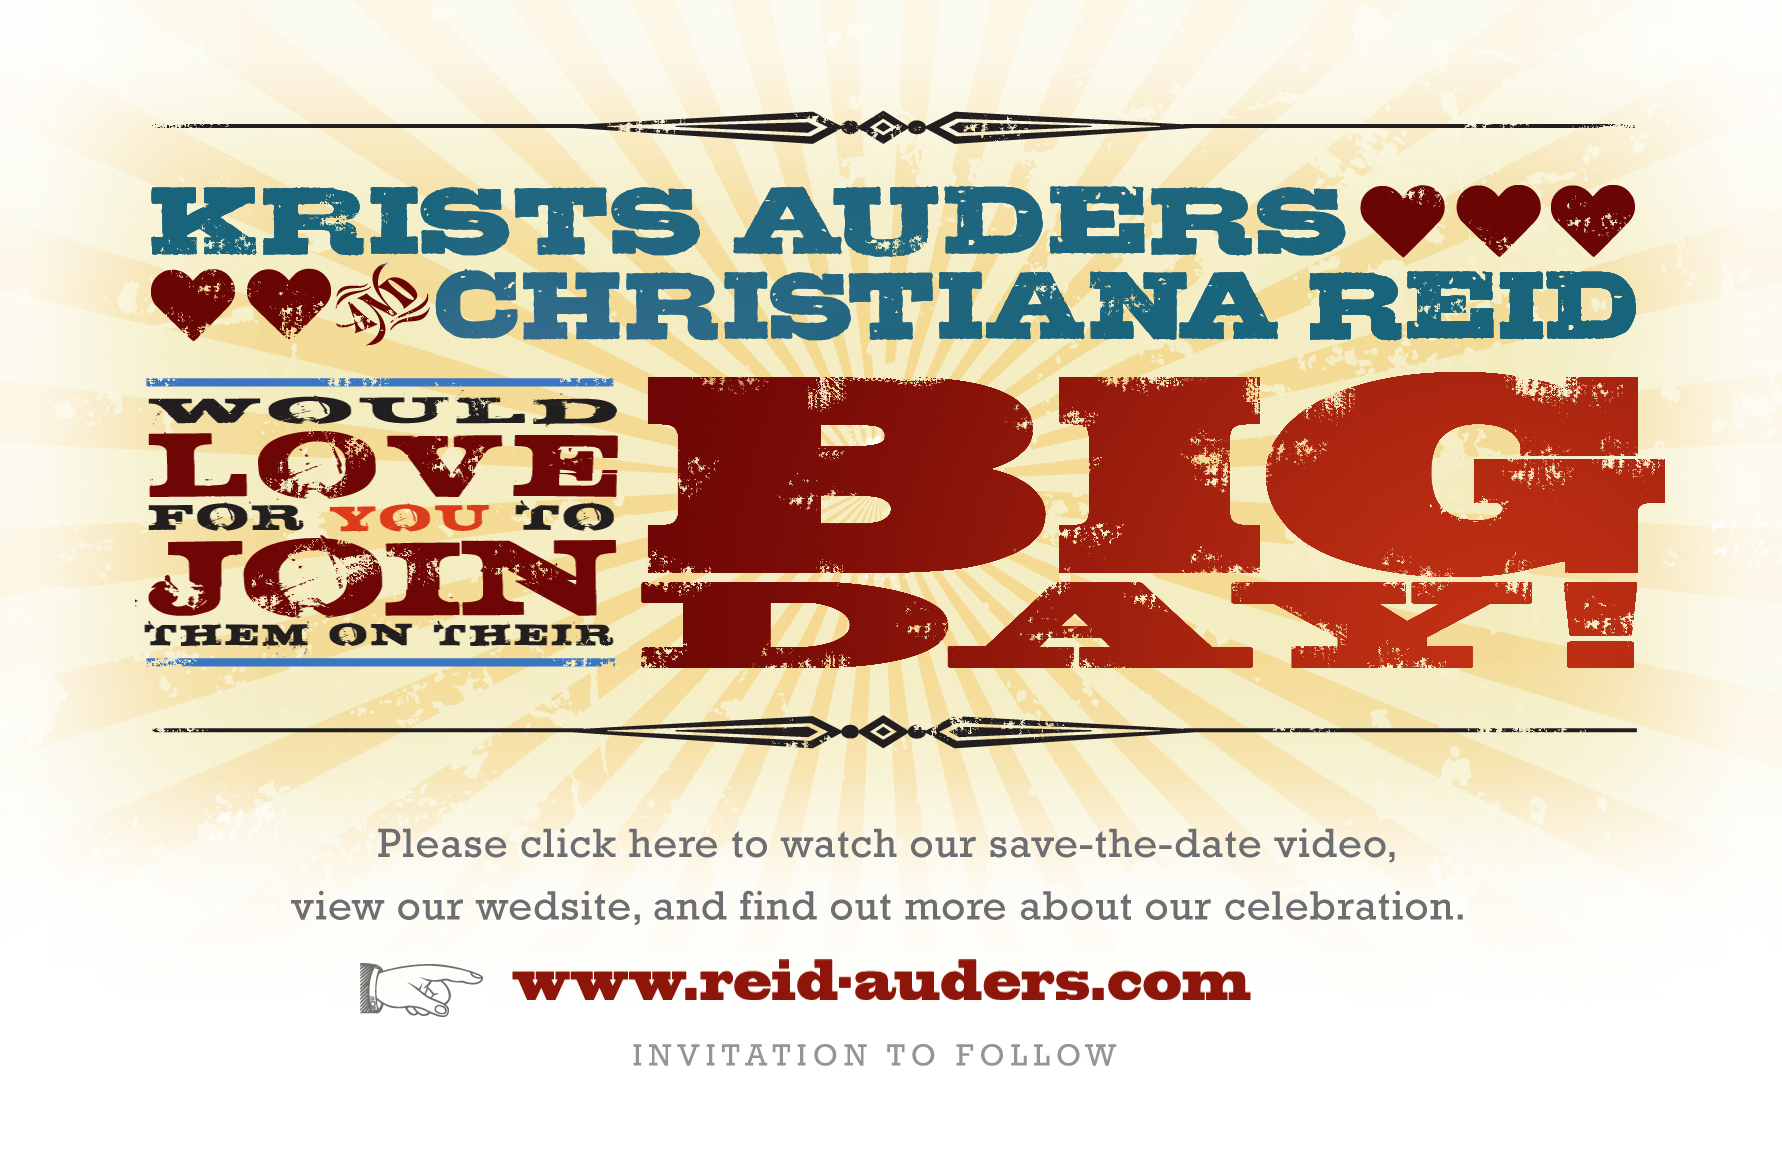 KRISTS AUDERS
AND CHRISTIANA REID
WOULD
LOVE
FOR YOU TO
JOIN
THEM ON THEIR
BIG
DAY!
Please click here to watch our save-the-date video,
view our wedsite, and find out more about our celebration.
www.reid-auders.com
INVITATION TO FOLLOW